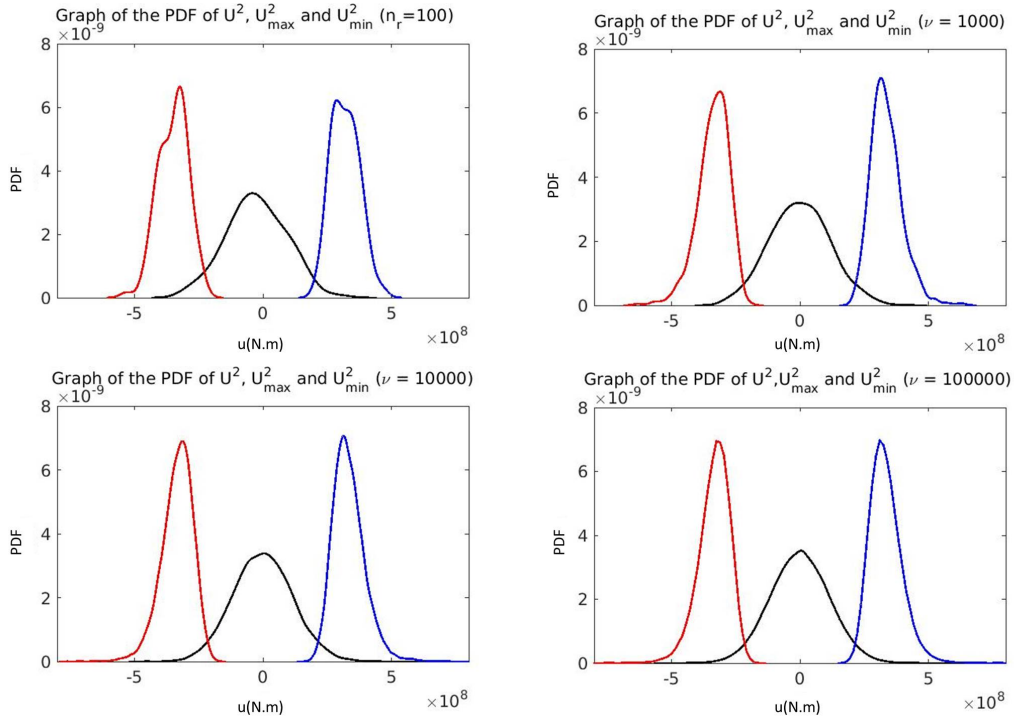 Graph of the PDF of U², U²max and U²min (nr=100)
×10-9
8
6
4
2
0
PDF
-5 0 5
×108
u(N.m)
Graph of the PDF of U², U²max and U²min (ν = 1000)
×10-9
8
6
4
2
0
PDF
-5 0 5
×108
u(N.m)
Graph of the PDF of U², U²max and U²min (ν = 10000)
×10-9
8
6
4
2
0
PDF
-5 0 5
×108
u(N.m)
Graph of the PDF of U²,U²max and U²min (ν = 100000)
×10-9
8
6
4
2
0
PDF
-5 0 5
×108
u(N.m)